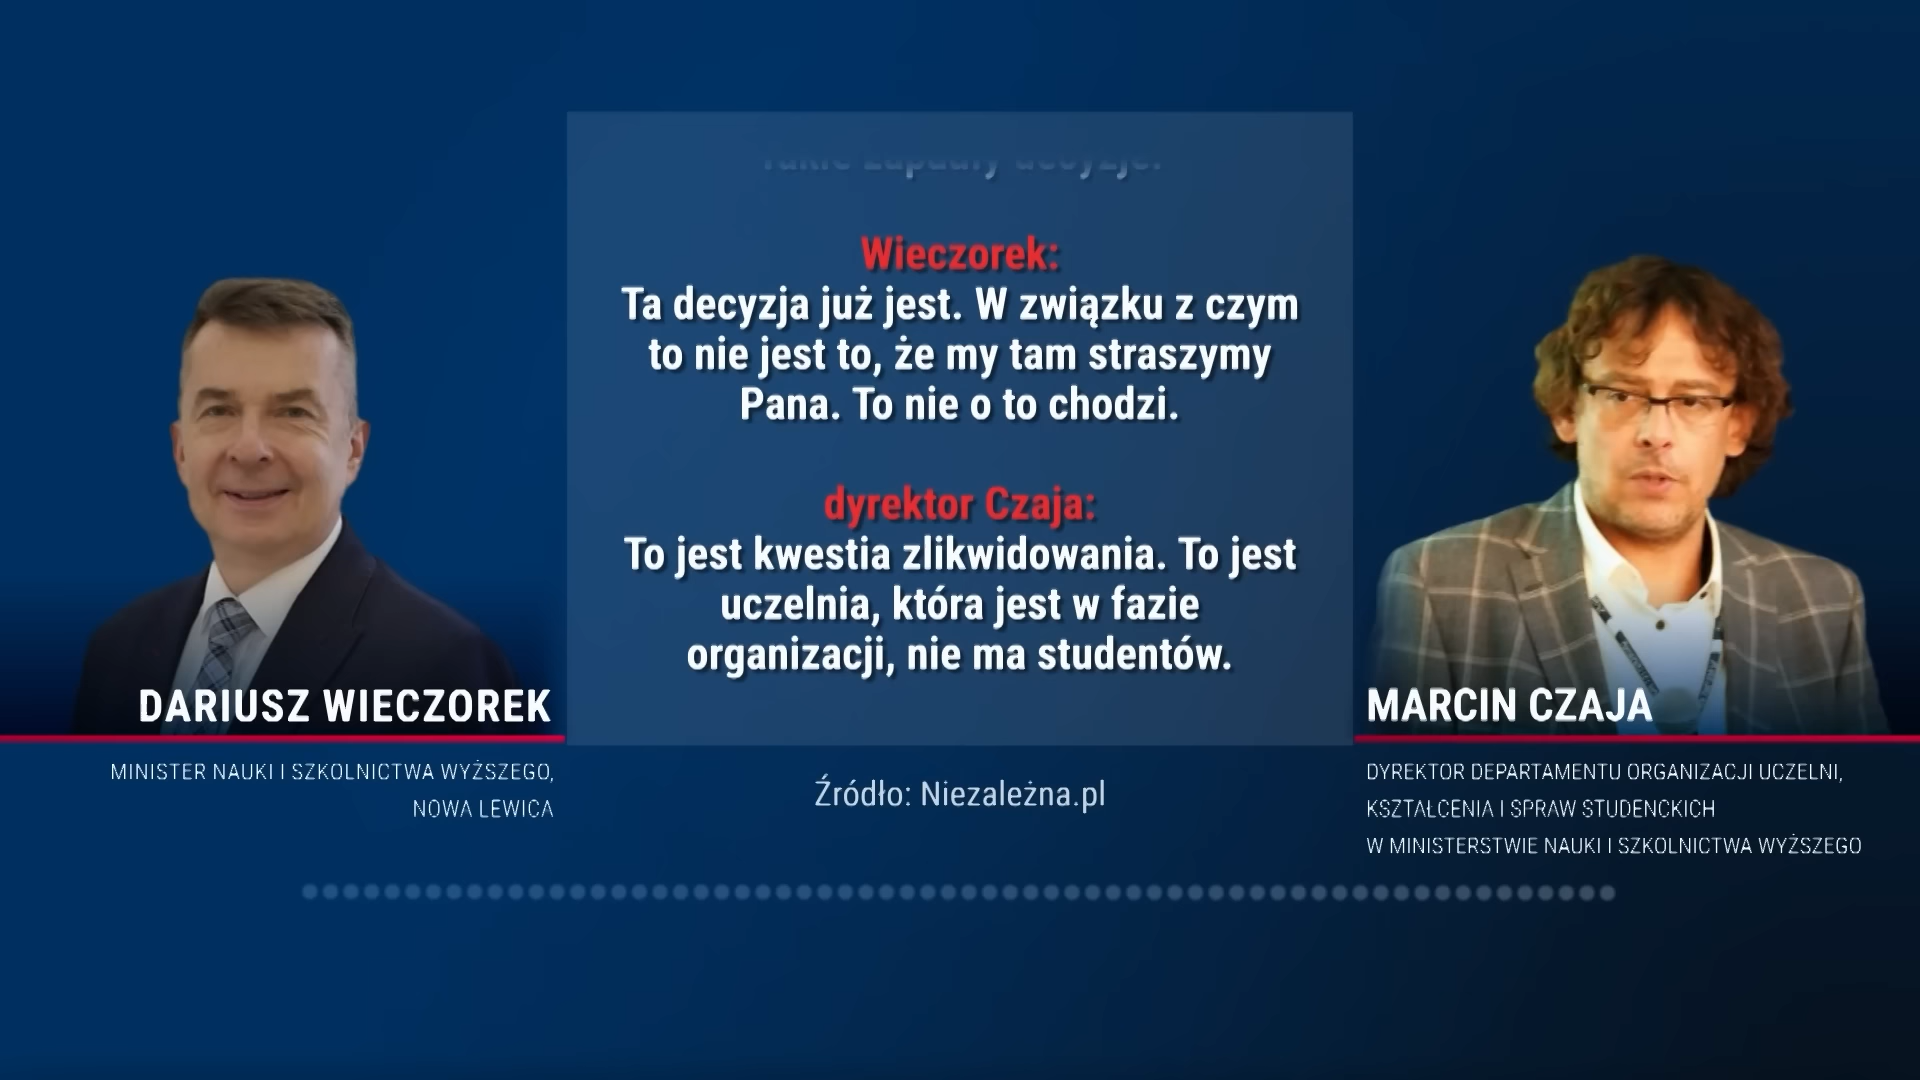 Takie zapadły decyzje.
Wieczorek:
Ta decyzja już jest. W związku z czym
to nie jest to, że my tam straszymy
Pana. To nie o to chodzi.
dyrektor Czaja:
To jest kwestia zlikwidowania. To jest
uczelnia, która jest w fazie
organizacji, nie ma studentów.
DARIUSZ WIECZOREK
MINISTER NAUKI I SZKOLNICTWA WYŻSZEGO,
NOWA LEWICA
Źródło: Niezależna.pl
MARCIN CZAJA
DYREKTOR DEPARTAMENTU ORGANIZACJI UCZELNI,
KSZTAŁCENIA I SPRAW STUDENCKICH
W MINISTERSTWIE NAUKI I SZKOLNICTWA WYŻSZEGO